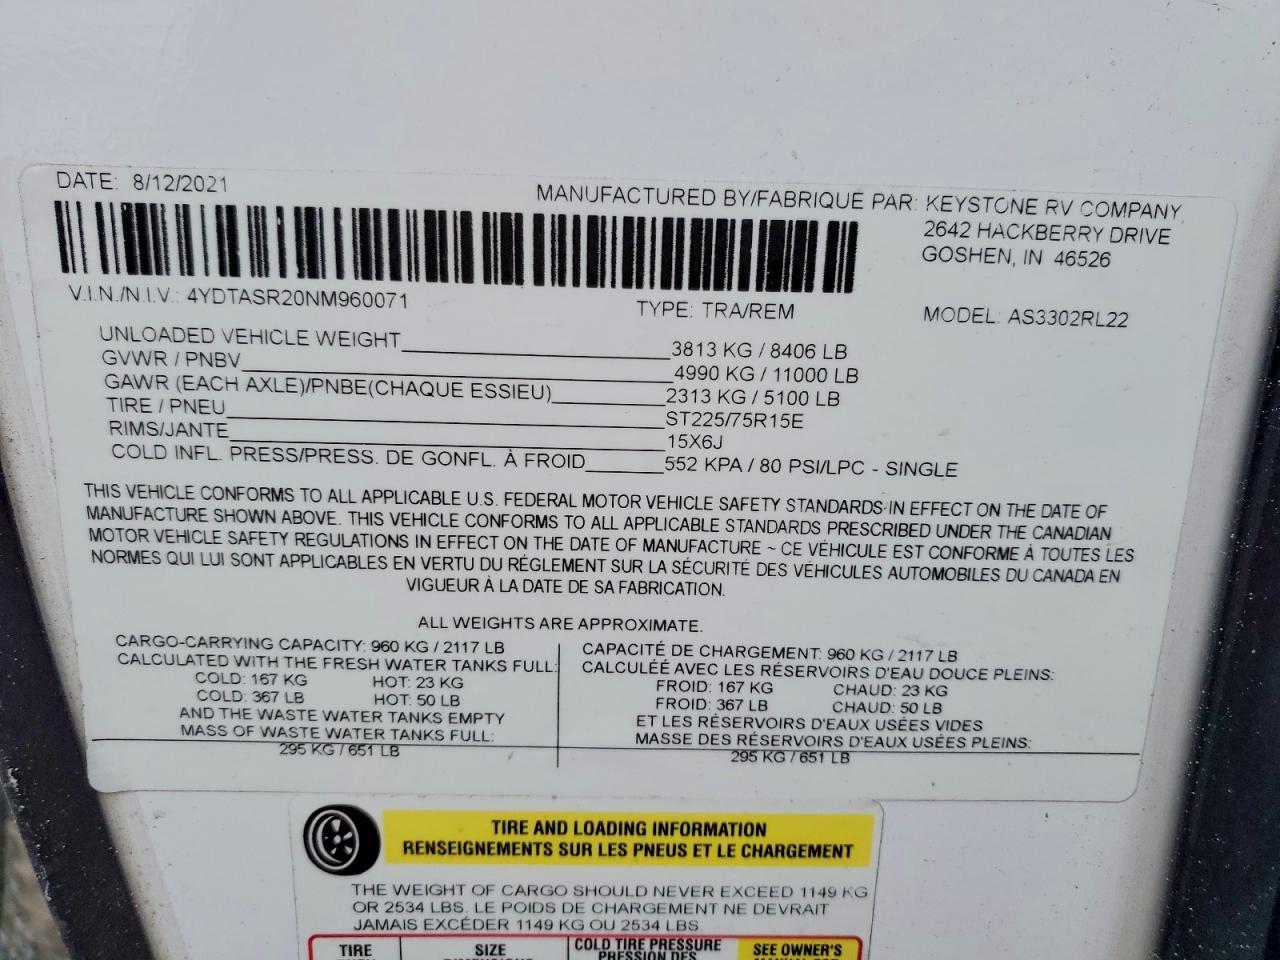 DATE: 8/12/2021
MANUFACTURED BY/FABRIQUE PAR: KEYSTONE RV COMPANY
2642 HACKBERRY DRIVE
GOSHEN, IN 46526
V.I.N./N.I.V.: 4YDTASR20NM960071
TYPE: TRA/REM
MODEL: AS3302RL22
UNLOADED VEHICLE WEIGHT 3813 KG / 8406 LB
GVWR / PNBV 4990 KG / 11000 LB
GAWR (EACH AXLE)/PNBE(CHAQUE ESSIEU) 2313 KG / 5100 LB
TIRE / PNEU ST225/75R15E
RIMS/JANTE 15X6J
COLD INFL. PRESS/PRESS. DE GONFL. À FROID 552 KPA / 80 PSI/LPC - SINGLE
THIS VEHICLE CONFORMS TO ALL APPLICABLE U.S. FEDERAL MOTOR VEHICLE SAFETY STANDARDS IN EFFECT ON THE DATE OF
MANUFACTURE SHOWN ABOVE. THIS VEHICLE CONFORMS TO ALL APPLICABLE STANDARDS PRESCRIBED UNDER THE CANADIAN
MOTOR VEHICLE SAFETY REGULATIONS IN EFFECT ON THE DATE OF MANUFACTURE ~ CE VÉHICULE EST CONFORME À TOUTES LES
NORMES QUI LUI SONT APPLICABLES EN VERTU DU RÉGLEMENT SUR LA SÉCURITÉ DES VÉHICULES AUTOMOBILES DU CANADA EN
VIGUEUR À LA DATE DE SA FABRICATION.
ALL WEIGHTS ARE APPROXIMATE.
CARGO-CARRYING CAPACITY: 960 KG / 2117 LB
CALCULATED WITH THE FRESH WATER TANKS FULL:
COLD: 167 KG HOT: 23 KG
COLD: 367 LB HOT: 50 LB
AND THE WASTE WATER TANKS EMPTY
MASS OF WASTE WATER TANKS FULL:
295 KG / 651 LB
CAPACITÉ DE CHARGEMENT: 960 KG / 2117 LB
CALCULÉE AVEC LES RÉSERVOIRS D'EAU DOUCE PLEINS:
FROID: 167 KG CHAUD: 23 KG
FROID: 367 LB CHAUD: 50 LB
ET LES RÉSERVOIRS D'EAUX USÉES VIDES
MASSE DES RÉSERVOIRS D'EAUX USÉES PLEINS:
295 KG / 651 LB
TIRE AND LOADING INFORMATION
RENSEIGNEMENTS SUR LES PNEUS ET LE CHARGEMENT
THE WEIGHT OF CARGO SHOULD NEVER EXCEED 1149 KG
OR 2534 LBS. LE POIDS DE CHARGEMENT NE DEVRAIT
JAMAIS EXCÉDER 1149 KG OU 2534 LBS.
TIRE SIZE COLD TIRE PRESSURE SEE OWNER'S
PRESSION DES